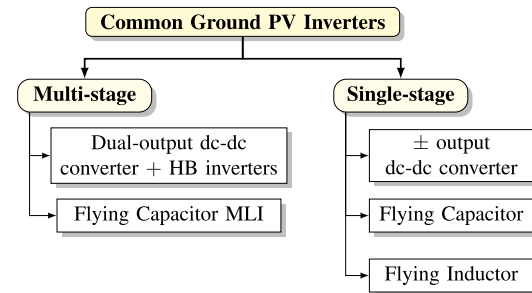 Common Ground PV Inverters
Multi-stage
Single-stage
Dual-output dc-dc
converter + HB inverters
Flying Capacitor MLI
± output
dc-dc converter
Flying Capacitor
Flying Inductor